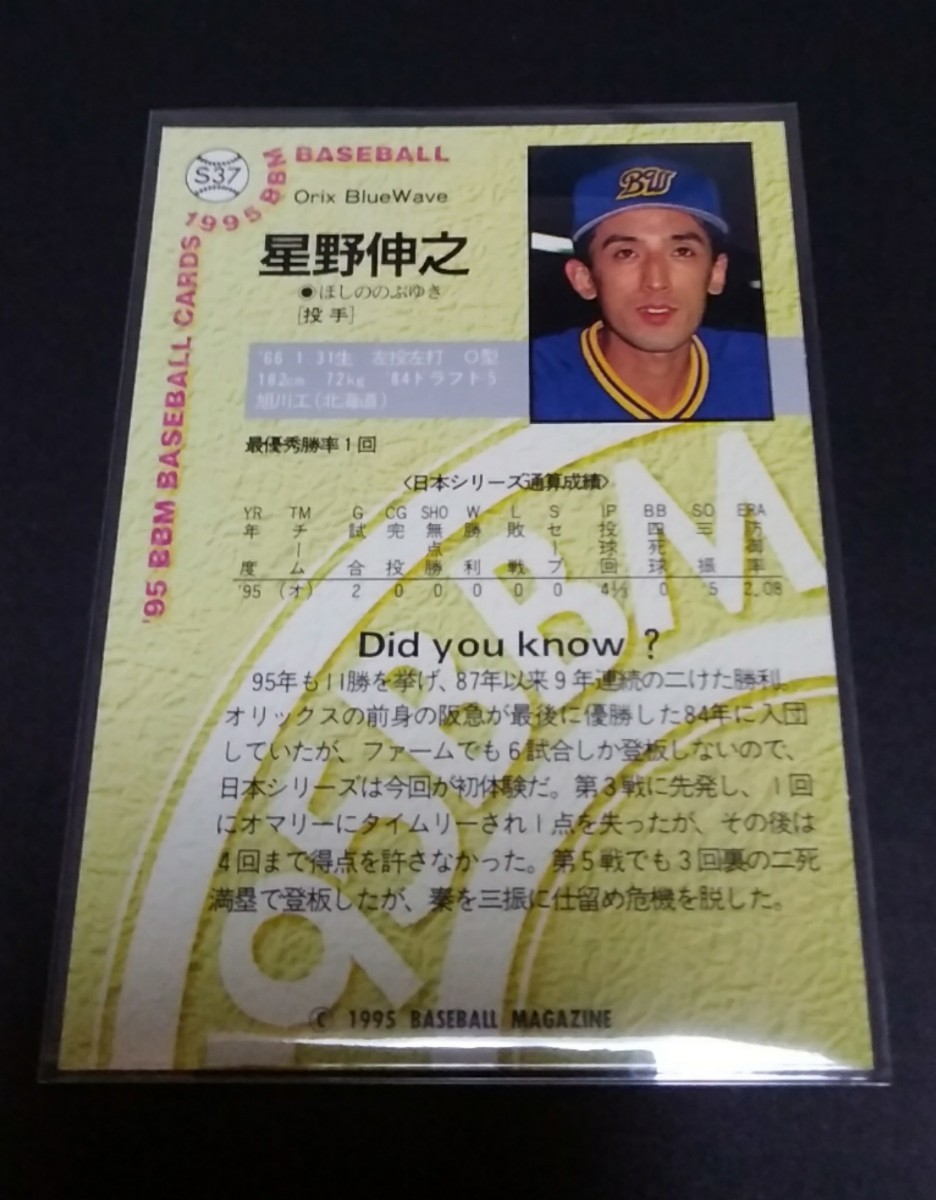 S37
'95 BBM BASEBALL CARDS 1995 BBM BASEBALL
BW
Orix BlueWave
星野伸之
●ほしののぶゆき
[投手]
'66 1 31生 左投左打 O型
182cm 72kg '84ドラフト5
旭川工(北海道)
最優秀勝率1回
〈日本シリーズ通算成績〉
YR TM G CG SHO W L S IP BB SO ERA
年度 チーム 試合 完投 無点勝 勝利 敗戦 セーブ 投球回 四死球 三振 防御率
'95 (オ) 2 0 0 0 0 0 4⅓ 0 5 2.08
Did you know ?
95年も11勝を挙げ、87年以来9年連続の二けた勝利。
オリックスの前身の阪急が最後に優勝した84年に入団
していたが、ファームでも6試合しか登板しないので、
日本シリーズは今回が初体験だ。第3戦に先発し、1回
にオマリーにタイムリーされ1点を失ったが、その後は
4回まで得点を許さなかった。第5戦でも3回裏の二死
満塁で登板したが、秦を三振に仕留め危機を脱した。
'95 BBM
© 1995 BASEBALL MAGAZINE